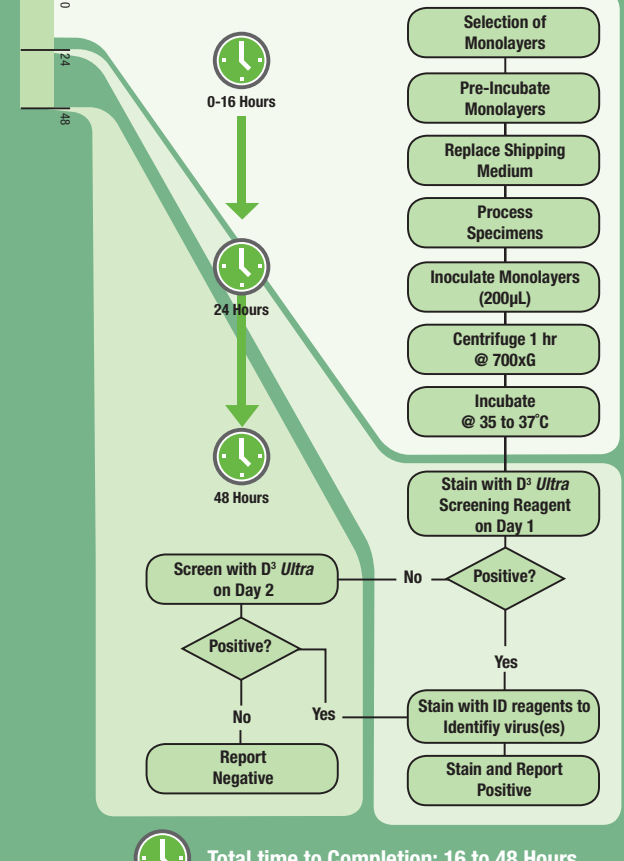 0
24
48
0-16 Hours
24 Hours
48 Hours
Selection of
Monolayers
Pre-Incubate
Monolayers
Replace Shipping
Medium
Process
Specimens
Inoculate Monolayers
(200µL)
Centrifuge 1 hr
@ 700xG
Incubate
@ 35 to 37°C
Stain with D³ Ultra
Screening Reagent
on Day 1
Positive?
No
Screen with D³ Ultra
on Day 2
Positive?
Yes
No
Yes
Stain with ID reagents to
Identifiy virus(es)
Report
Negative
Stain and Report
Positive
Total time to Completion: 16 to 48 Hours